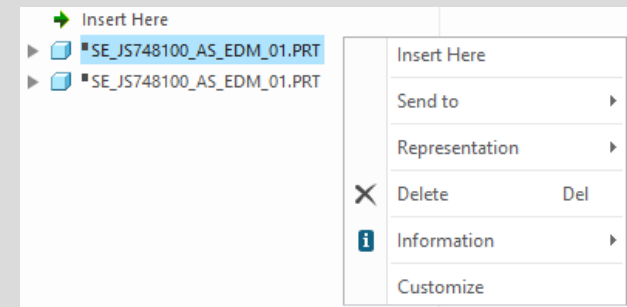 Insert Here
SE_JS748100_AS_EDM_01.PRT
SE_JS748100_AS_EDM_01.PRT
Insert Here
Send to
Representation
Delete Del
Information
Customize